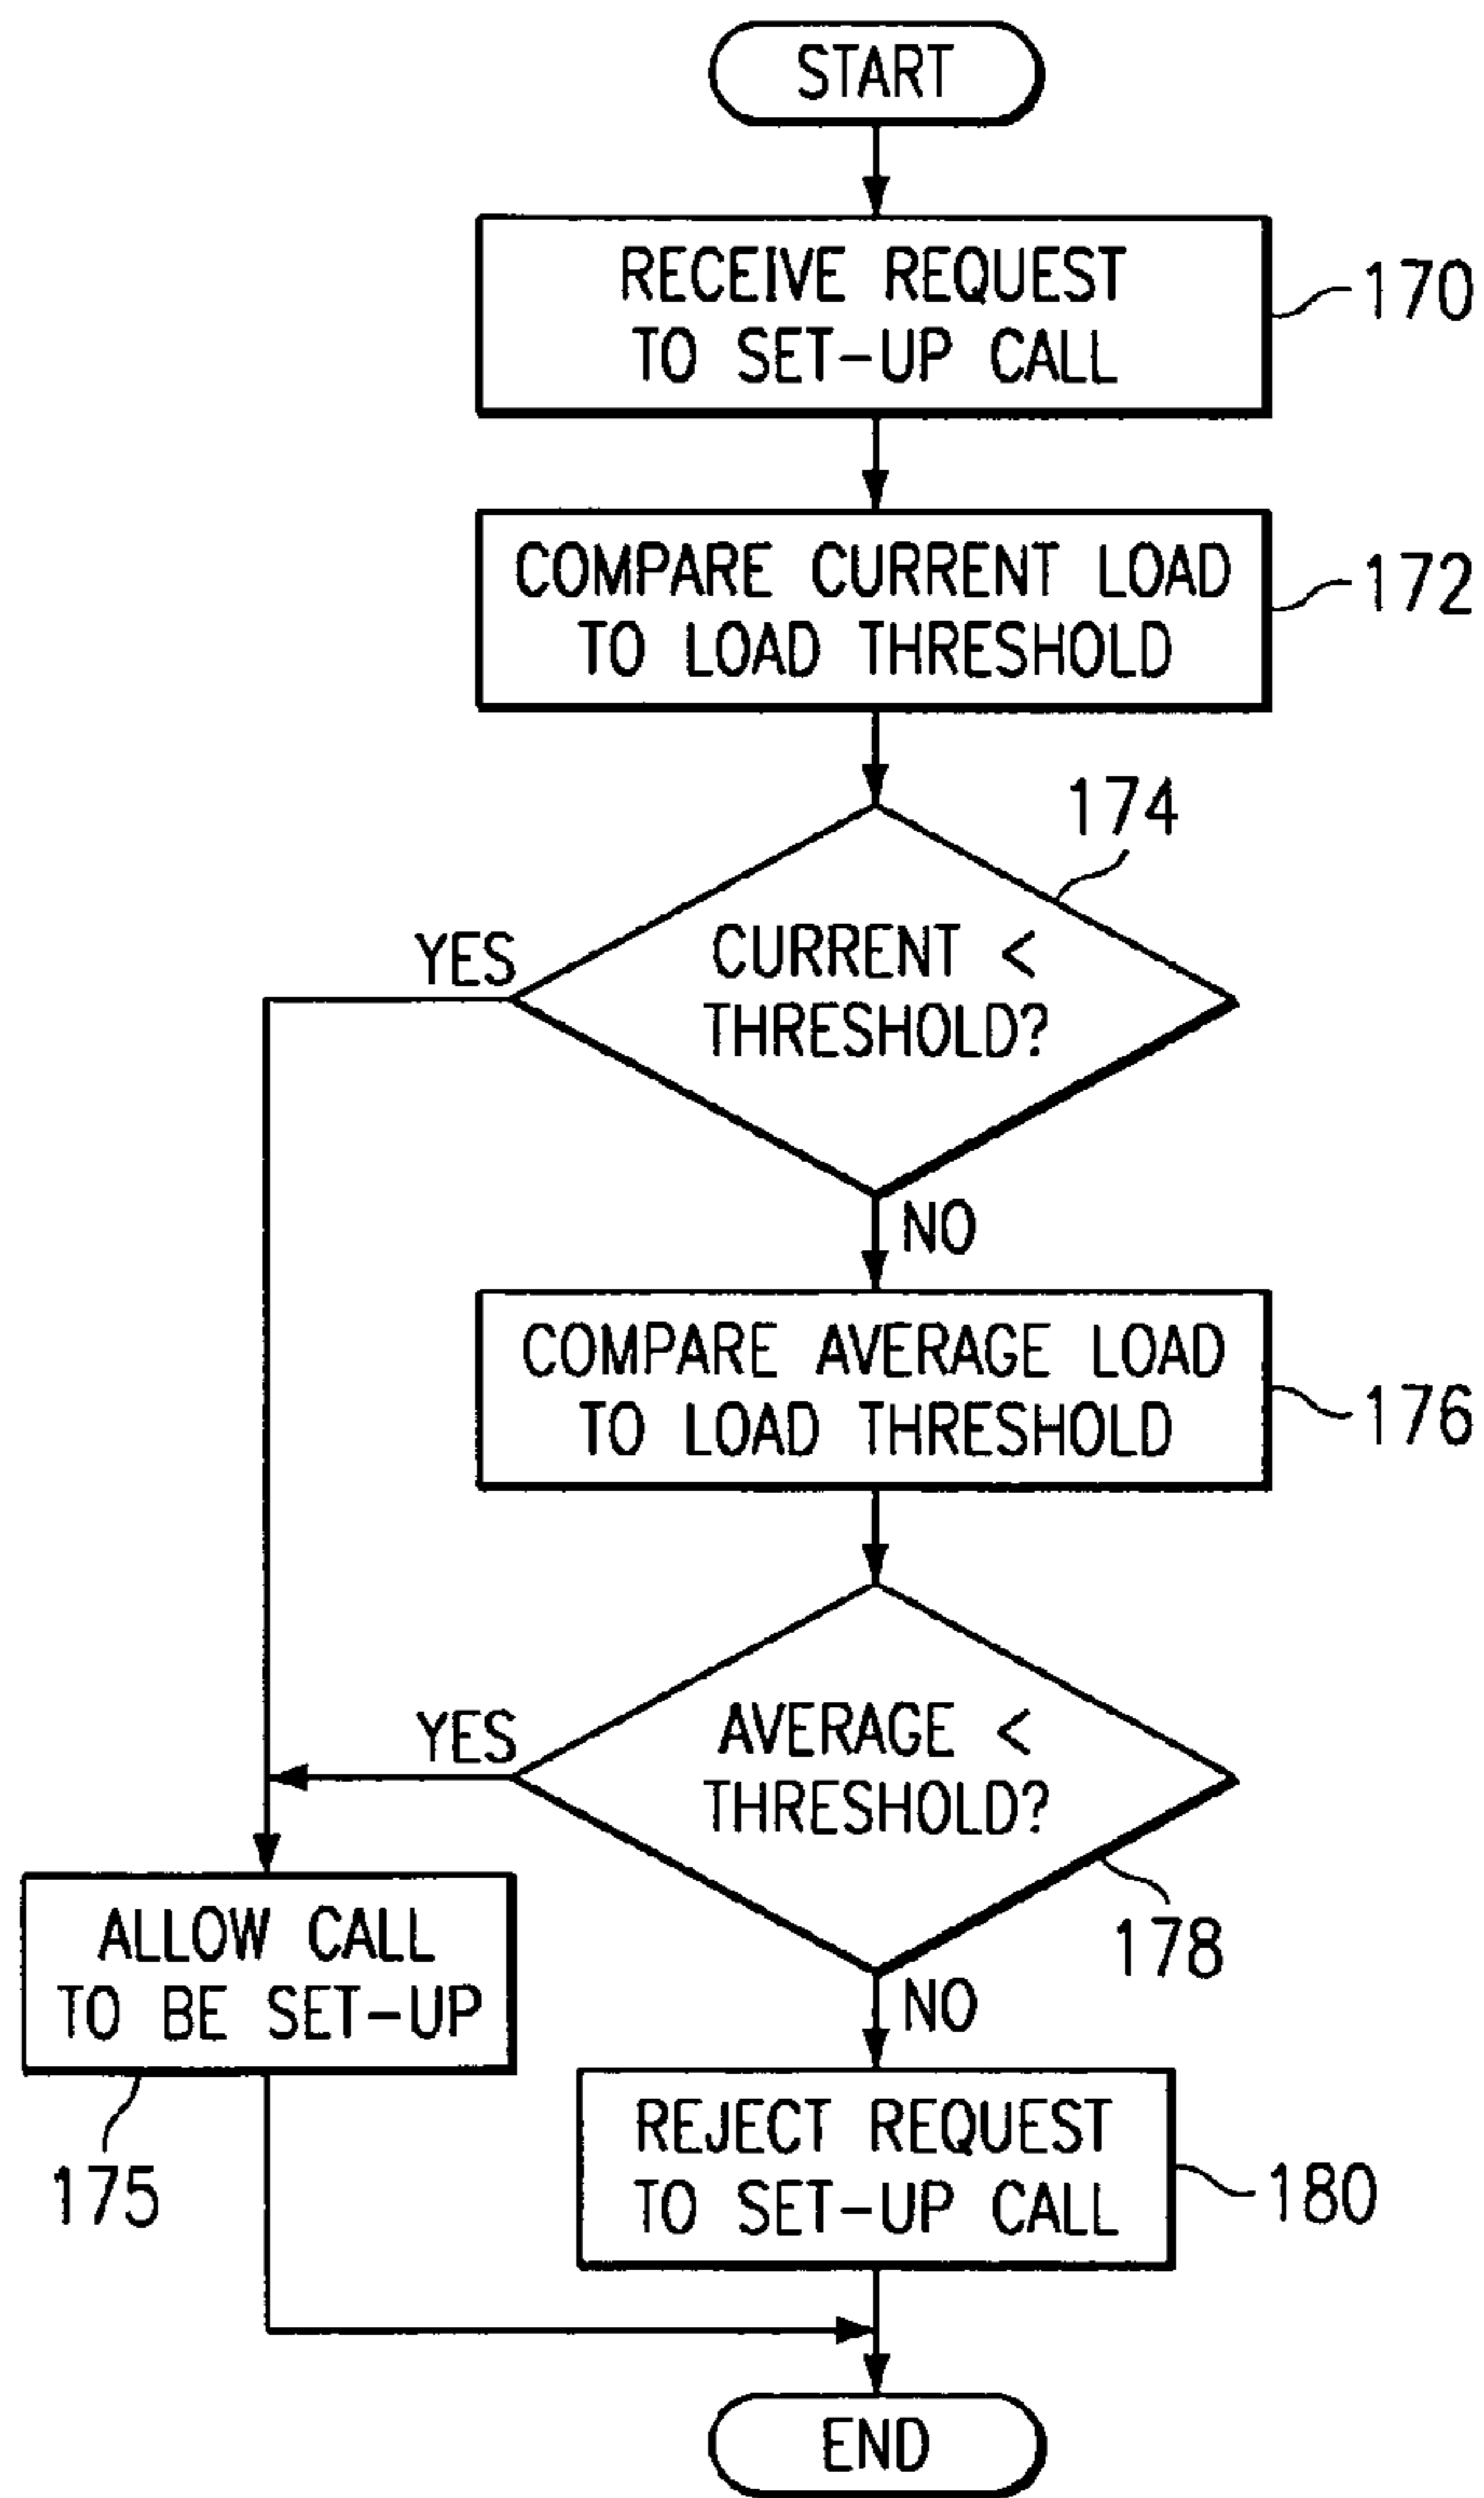 START
RECEIVE REQUEST
TO SET-UP CALL
170
COMPARE CURRENT LOAD
TO LOAD THRESHOLD
172
174
YES
CURRENT <
THRESHOLD?
NO
COMPARE AVERAGE LOAD
TO LOAD THRESHOLD
176
YES
AVERAGE <
THRESHOLD?
178
NO
ALLOW CALL
TO BE SET-UP
175
REJECT REQUEST
TO SET-UP CALL
180
END